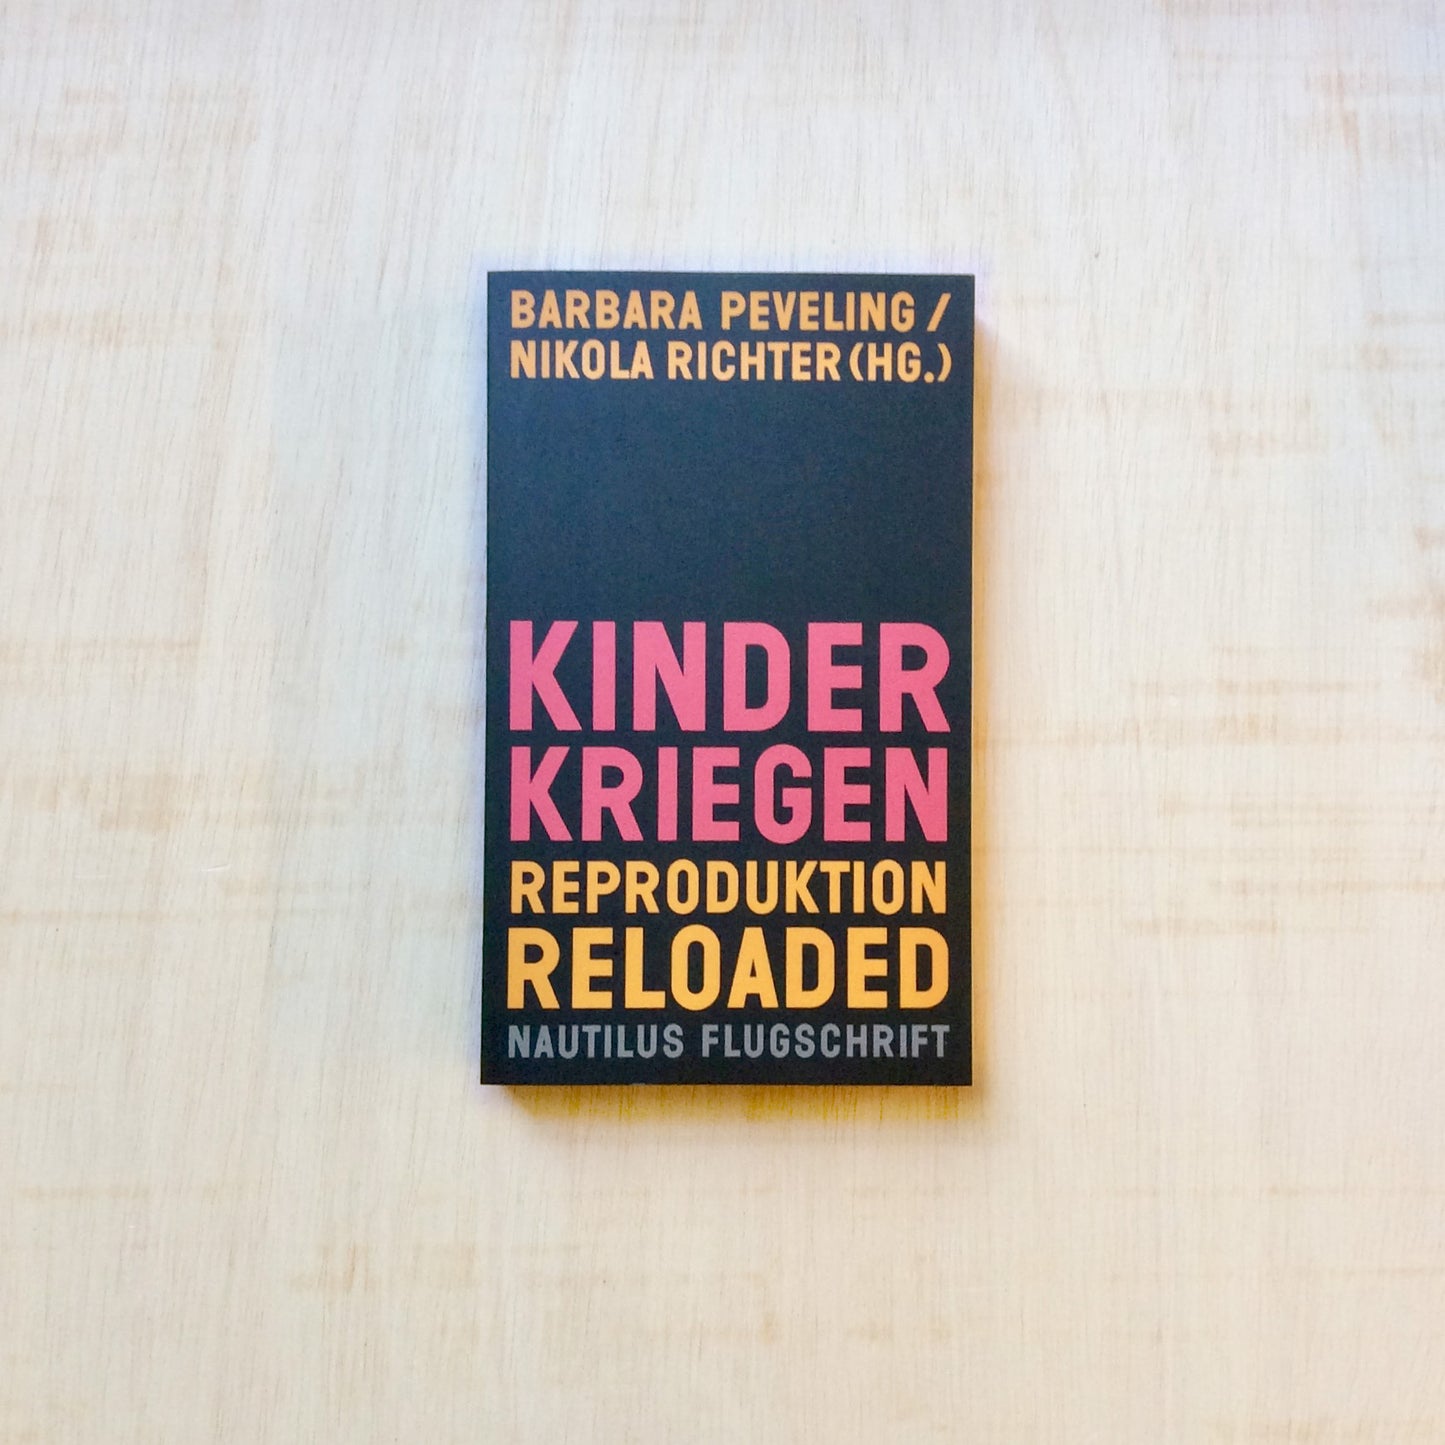 BARBARA PEVELING /
NIKOLA RICHTER (HG.)
KINDER
KRIEGEN
REPRODUKTION
RELOADED
NAUTILUS FLUGSCHRIFT